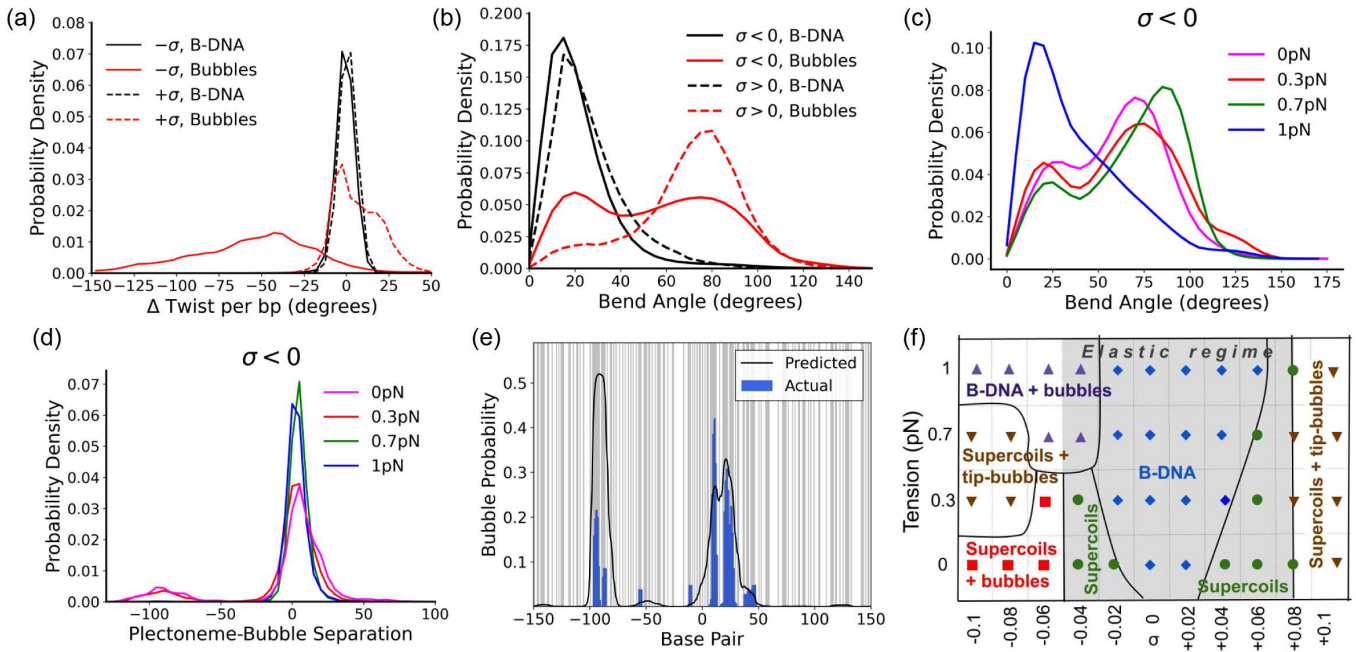 (a)
0.08
0.07
0.06
0.05
0.04
0.03
0.02
0.01
0.00
Probability Density
−σ, B-DNA
−σ, Bubbles
+σ, B-DNA
+σ, Bubbles
−150 −125 −100 −75 −50 −25 0 25 50
Δ Twist per bp (degrees)
(b)
0.200
0.175
0.150
0.125
0.100
0.075
0.050
0.025
0.000
Probability Density
σ < 0, B-DNA
σ < 0, Bubbles
σ > 0, B-DNA
σ > 0, Bubbles
0 20 40 60 80 100 120 140
Bend Angle (degrees)
(c)
σ < 0
0.10
0.08
0.06
0.04
0.02
0.00
Probability Density
0pN
0.3pN
0.7pN
1pN
0 25 50 75 100 125 150 175
Bend Angle (degrees)
(d)
σ < 0
0.07
0.06
0.05
0.04
0.03
0.02
0.01
0.00
Probability Density
0pN
0.3pN
0.7pN
1pN
−100 −50 0 50 100
Plectoneme-Bubble Separation
(e)
0.5
0.4
0.3
0.2
0.1
Bubble Probability
Predicted
Actual
−150 −100 −50 0 50 100 150
Base Pair
(f)
Elastic regime
1
0.7
0.3
0
Tension (pN)
B-DNA + bubbles
Supercoils +
tip-bubbles
B-DNA
Supercoils
+ bubbles
Supercoils
Supercoils
Supercoils + tip-bubbles
-0.1 -0.08 -0.06 -0.04 -0.02 0 +0.02 +0.04 +0.06 +0.08 +0.1
σ